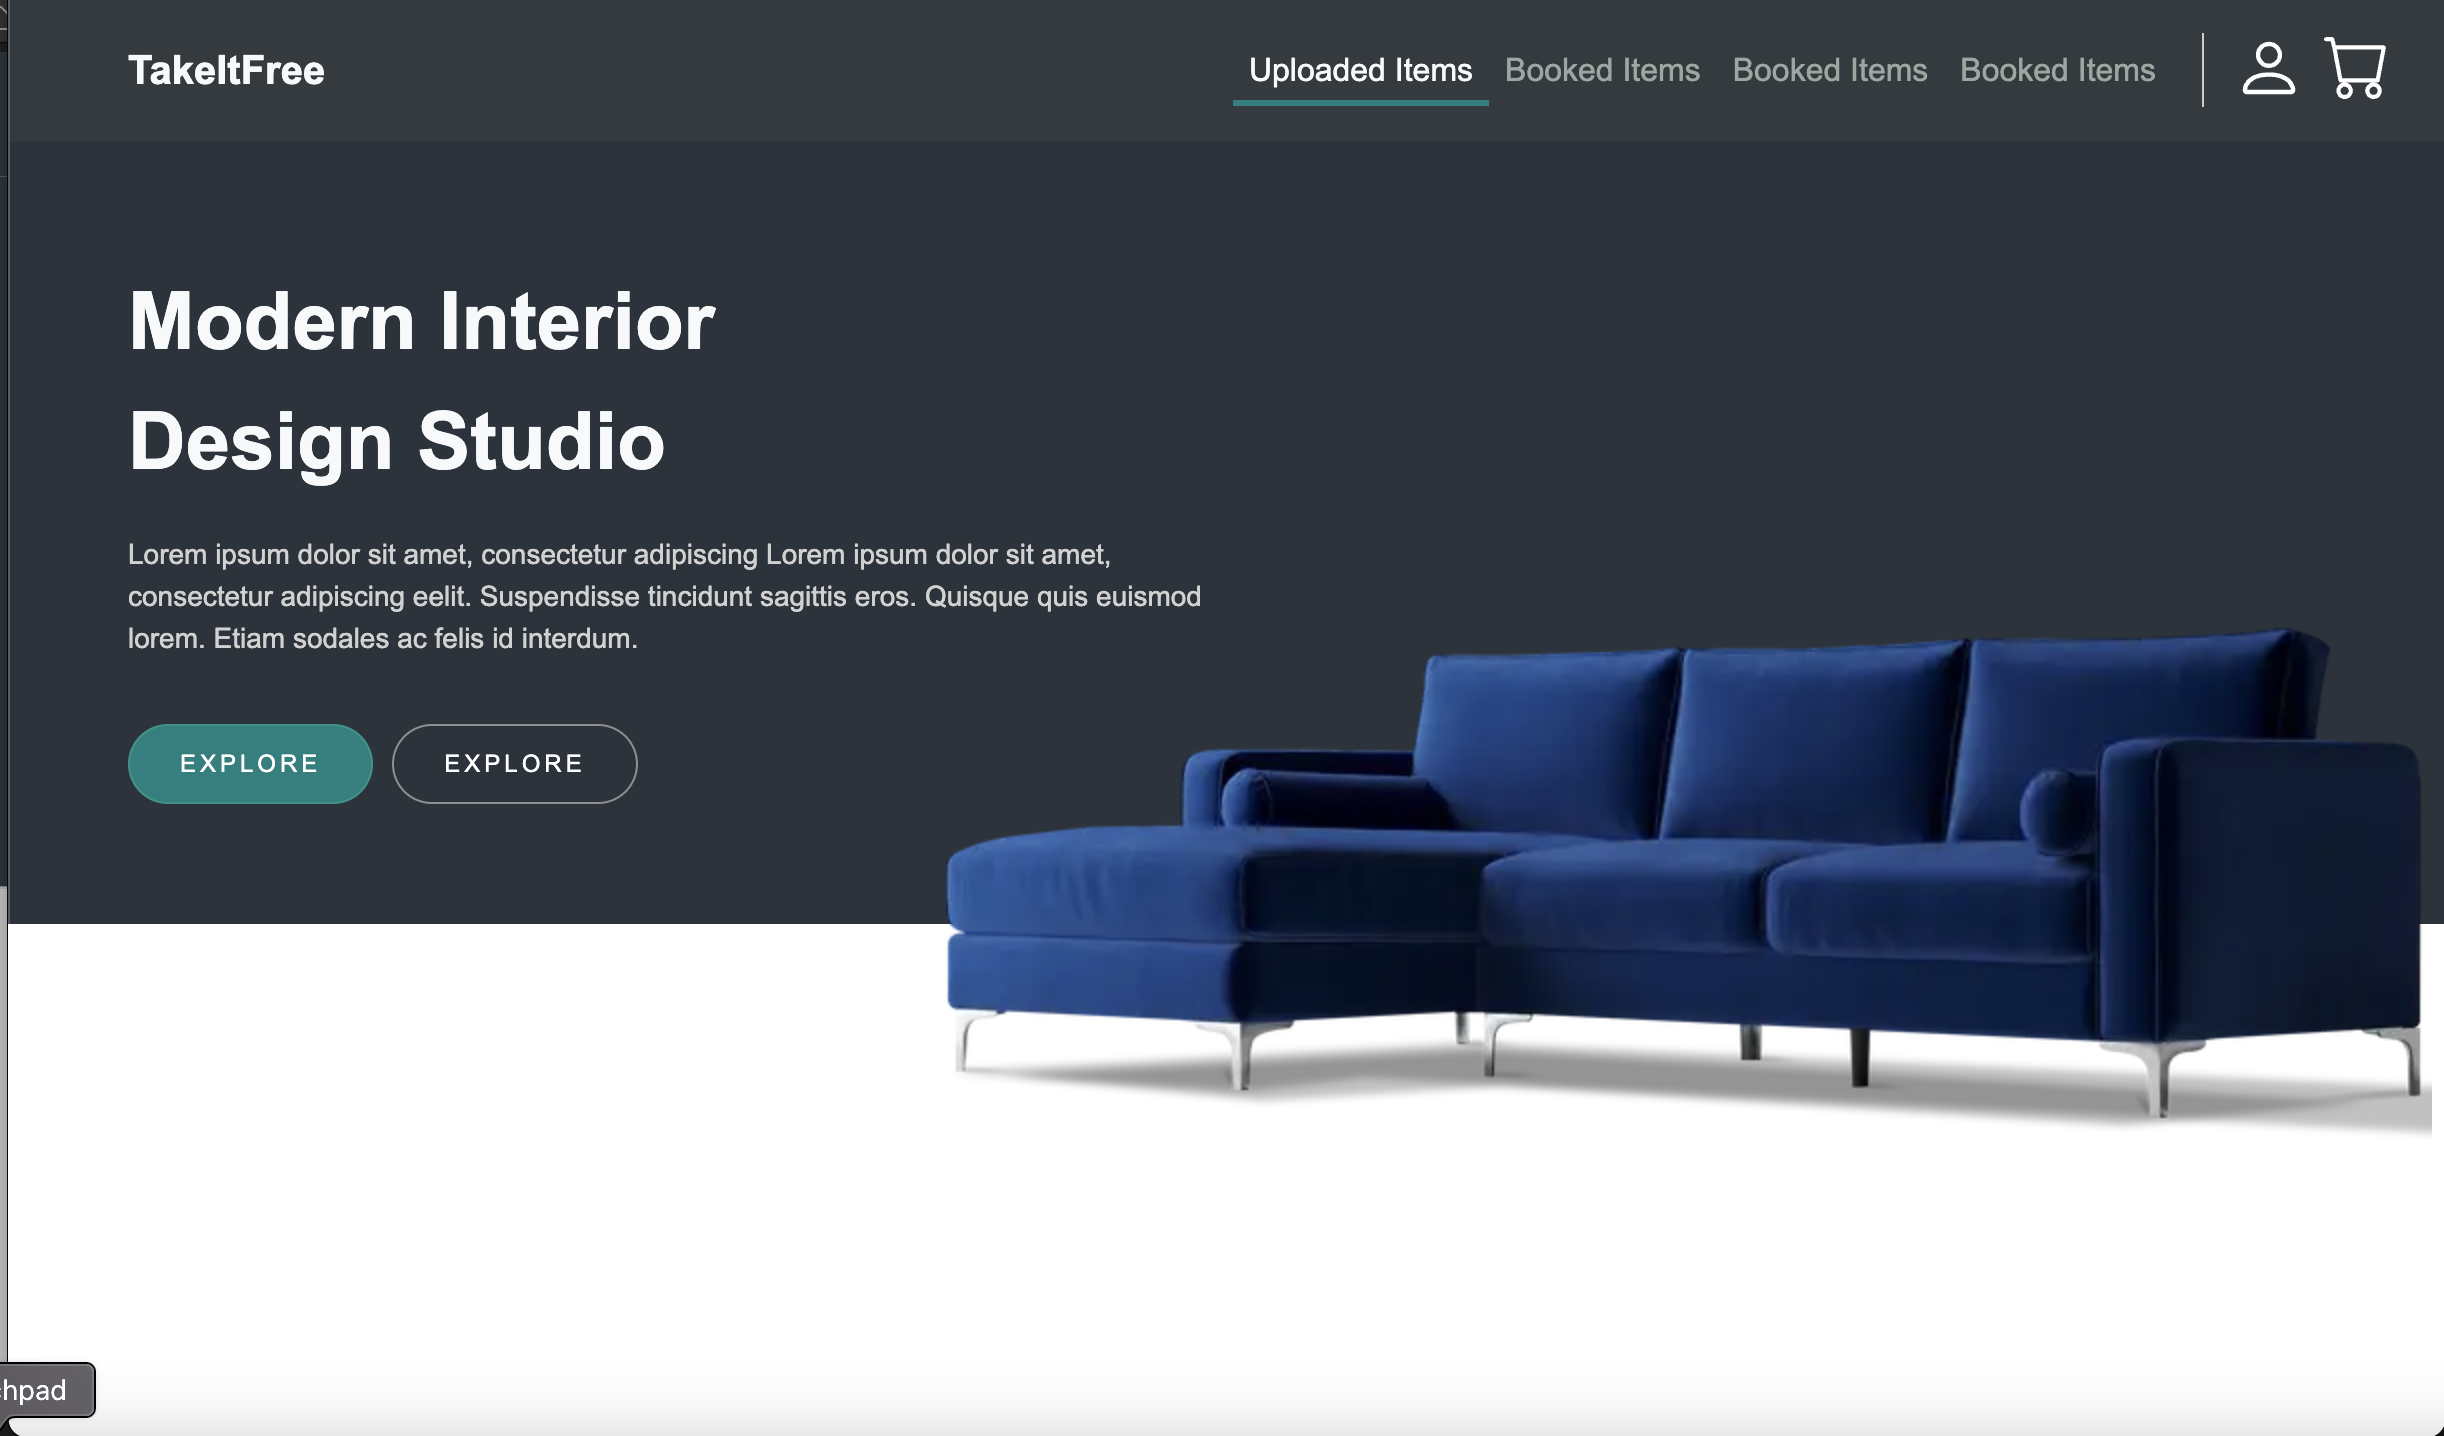 TakeItFree
Uploaded Items Booked Items Booked Items Booked Items
Modern Interior
Design Studio
Lorem ipsum dolor sit amet, consectetur adipiscing Lorem ipsum dolor sit amet,
consectetur adipiscing eelit. Suspendisse tincidunt sagittis eros. Quisque quis euismod
lorem. Etiam sodales ac felis id interdum.
EXPLORE EXPLORE
hpad